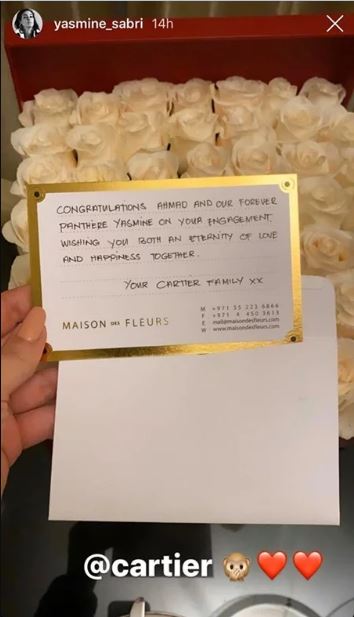 yasmine_sabri 14h
CONGRATULATIONS AHMAD AND OUR FOREVER
PANTHÈRE YASMINE ON YOUR ENGAGEMENT
WISHING YOU BOTH AN ETERNITY OF LOVE
AND HAPPINESS TOGETHER.
YOUR CARTIER FAMILY XX
MAISON DES FLEURS
M +971 55 223 6866
F +971 4 450 3613
E mail@maisondesfleurs.com
W www.maisondesfleurs.com
@cartier 🙊❤️❤️